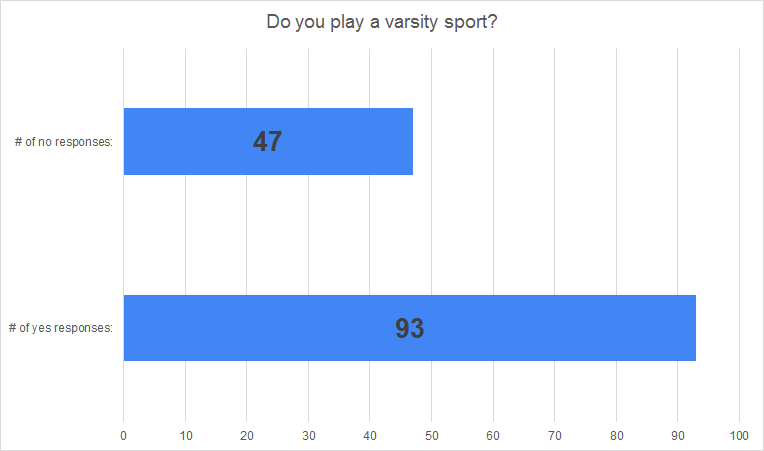 Do you play a varsity sport?
# of no responses:
47
# of yes responses:
93
0 10 20 30 40 50 60 70 80 90 100